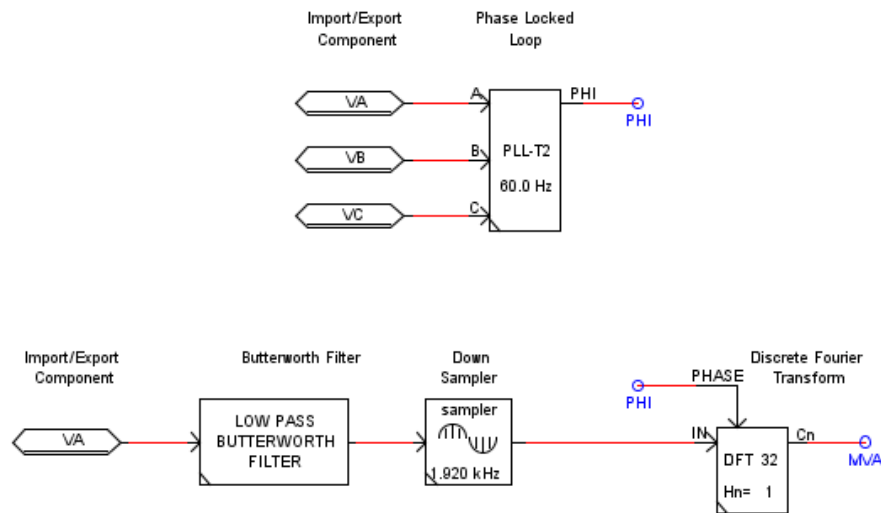 Import/Export
Component
Phase Locked
Loop
VA
A
PHI
PHI
VB
B
PLL-T2
60.0 Hz
VC
C
Import/Export
Component
Butterworth Filter
Down
Sampler
Discrete Fourier
Transform
PHASE
PHI
VA
LOW PASS
BUTTERWORTH
FILTER
sampler
1.920 kHz
IN
DFT 32
Hn= 1
Cn
MVA